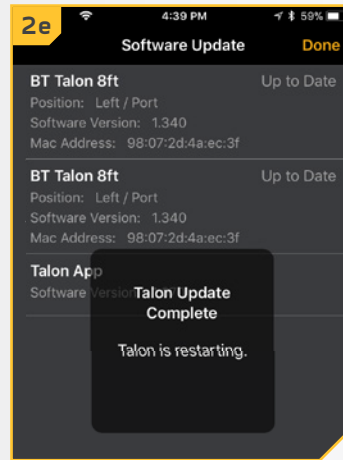 2e
4:39 PM 59%
Software Update Done
BT Talon 8ft Up to Date
Position: Left / Port
Software Version: 1.340
Mac Address: 98:07:2d:4a:ec:3f
BT Talon 8ft Up to Date
Position: Left / Port
Software Version: 1.340
Mac Address: 98:07:2d:4a:ec:3f
Talon App
Software Version
Talon Update
Complete
Talon is restarting.